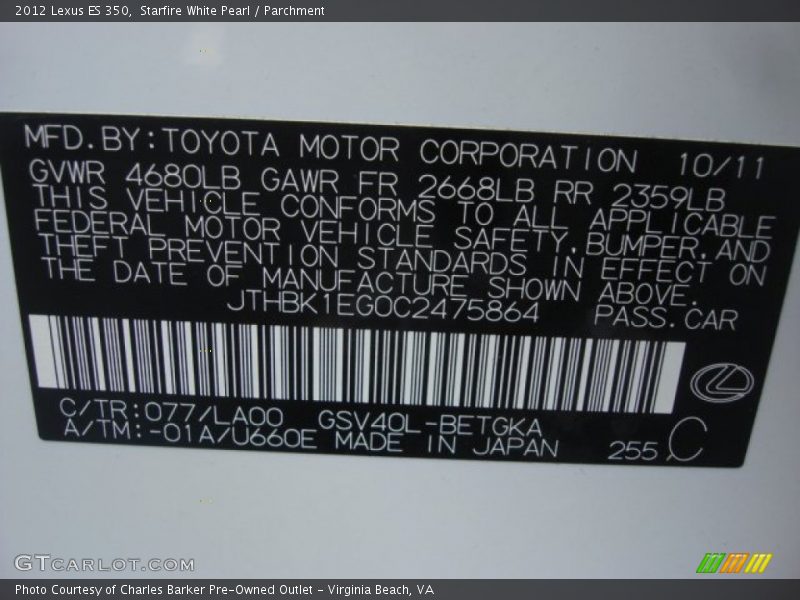 2012 Lexus ES 350,  Starfire White Pearl / Parchment
MFD.BY:TOYOTA MOTOR CORPORATION 10/11
GVWR 4680LB GAWR FR 2668LB RR 2359LB
THIS VEHICLE CONFORMS TO ALL APPLICABLE
FEDERAL MOTOR VEHICLE SAFETY,BUMPER,AND
THEFT PREVENTION STANDARDS IN EFFECT ON
THE DATE OF MANUFACTURE SHOWN ABOVE.
JTHBK1EG0C2475864 PASS.CAR
C/TR:077/LA00 GSV40L-BETGKA
A/TM:-01A/U660E MADE IN JAPAN 255 C
GTCARLOT.COM
Photo Courtesy of Charles Barker Pre-Owned Outlet - Virginia Beach, VA